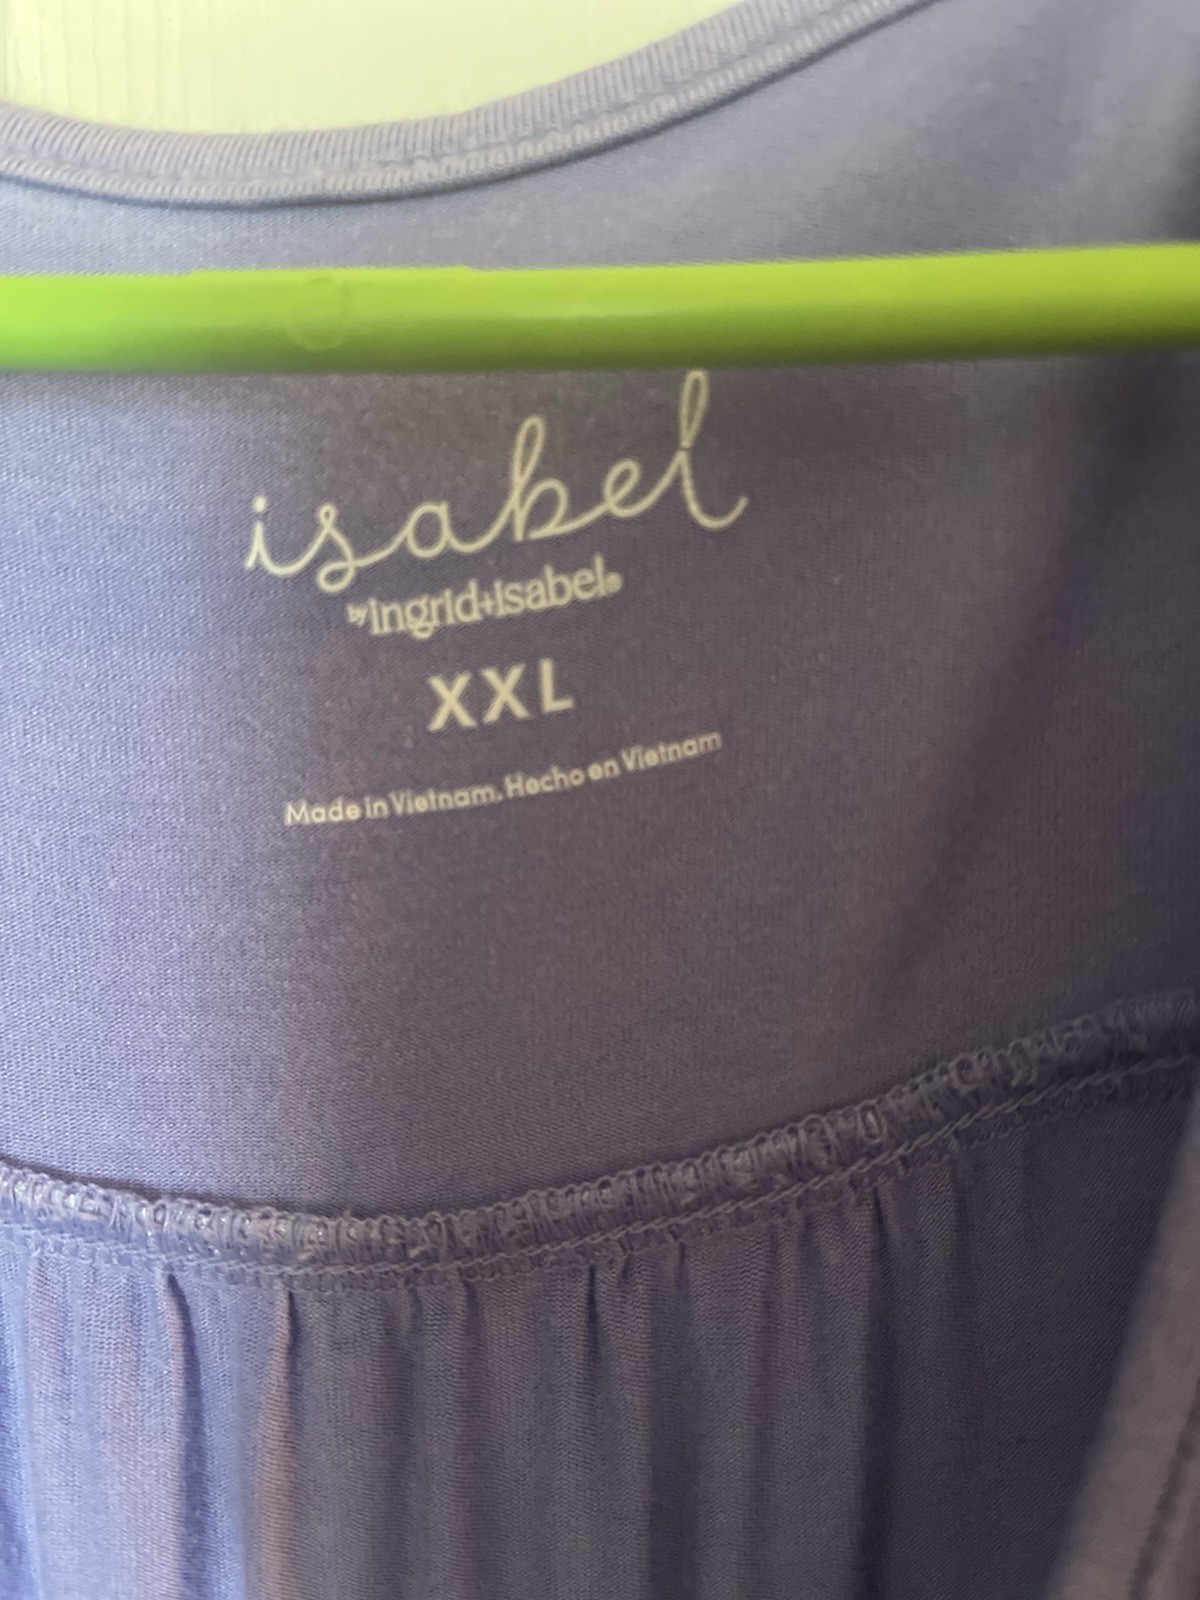 isabel
by ingrid+isabel®
XXL
Made in Vietnam, Hecho en Vietnam